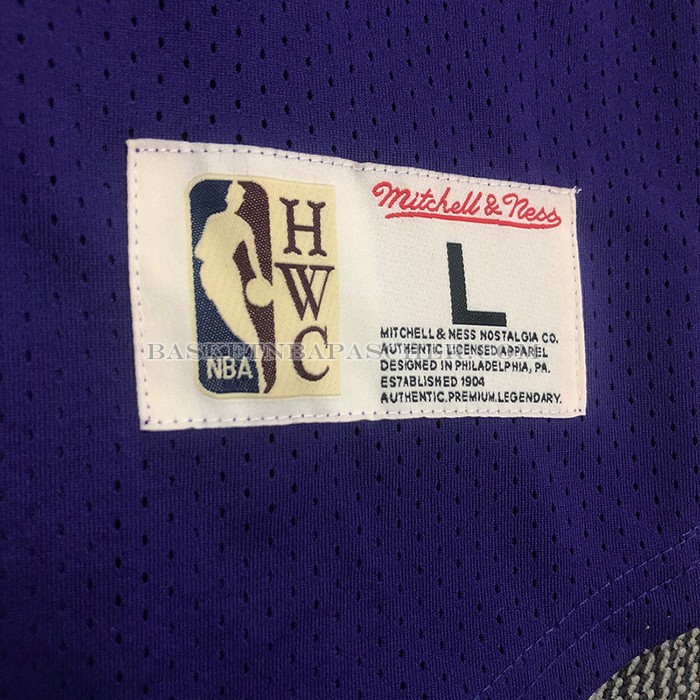 Mitchell & Ness
H
W
C
NBA
L
MITCHELL & NESS NOSTALGIA CO.
AUTHENTIC LICENSED APPAREL
DESIGNED IN PHILADELPHIA, PA.
ESTABLISHED 1904
AUTHENTIC.PREMIUM.LEGENDARY.